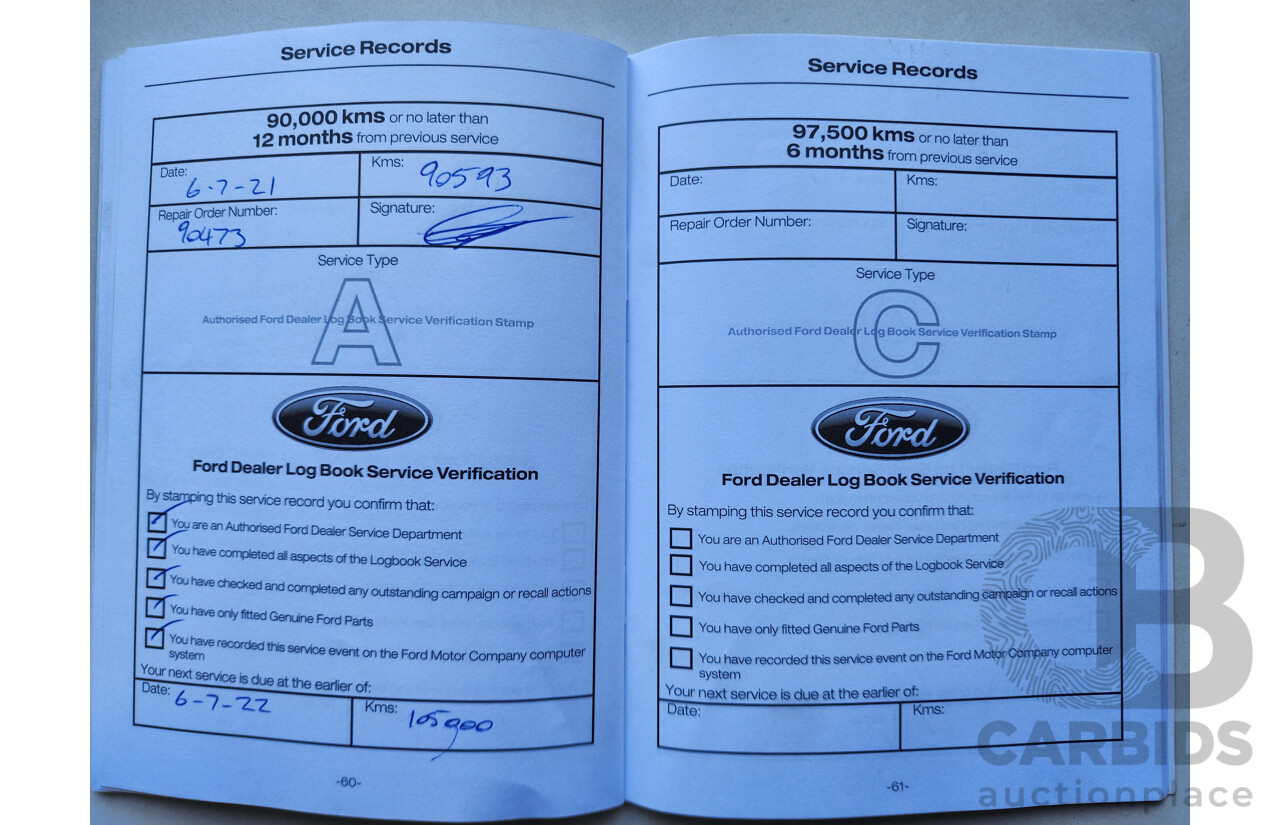 Service Records
90,000 kms or no later than
12 months from previous service
Date:
6-7-21
Kms:
90593
Repair Order Number:
90473
Signature:
Service Type
A
Authorised Ford Dealer Log Book Service Verification Stamp
Ford
Ford Dealer Log Book Service Verification
By stamping this service record you confirm that:
You are an Authorised Ford Dealer Service Department
You have completed all aspects of the Logbook Service
You have checked and completed any outstanding campaign or recall actions
You have only fitted Genuine Ford Parts
You have recorded this service event on the Ford Motor Company computer
system
Your next service is due at the earlier of:
Date:
6-7-22
Kms:
105000
-60-
Service Records
97,500 kms or no later than
6 months from previous service
Date:
Kms:
Repair Order Number:
Signature:
Service Type
C
Authorised Ford Dealer Log Book Service Verification Stamp
Ford
Ford Dealer Log Book Service Verification
By stamping this service record you confirm that:
You are an Authorised Ford Dealer Service Department
You have completed all aspects of the Logbook Service
You have checked and completed any outstanding campaign or recall actions
You have only fitted Genuine Ford Parts
You have recorded this service event on the Ford Motor Company computer
system
Your next service is due at the earlier of:
Date:
Kms:
-61-
CB
CARBIDS
auctionplace